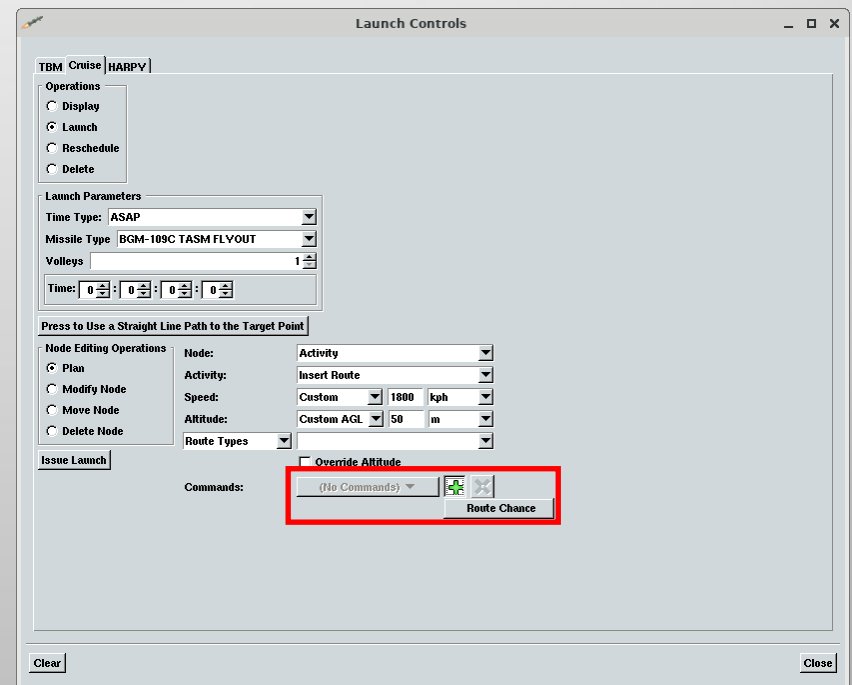 Launch Controls
TBM Cruise HARPY
Operations
Display
Launch
Reschedule
Delete
Launch Parameters
Time Type: ASAP
Missile Type BGM-109C TASM FLYOUT
Volleys 1
Time: 0 : 0 : 0 : 0
Press to Use a Straight Line Path to the Target Point
Node Editing Operations
Plan
Modify Node
Move Node
Delete Node
Issue Launch
Node: Activity
Activity: Insert Route
Speed: Custom 1800 kph
Altitude: Custom AGL 50 m
Route Types
Override Altitude
Commands: (No Commands)
Route Chance
Clear Close